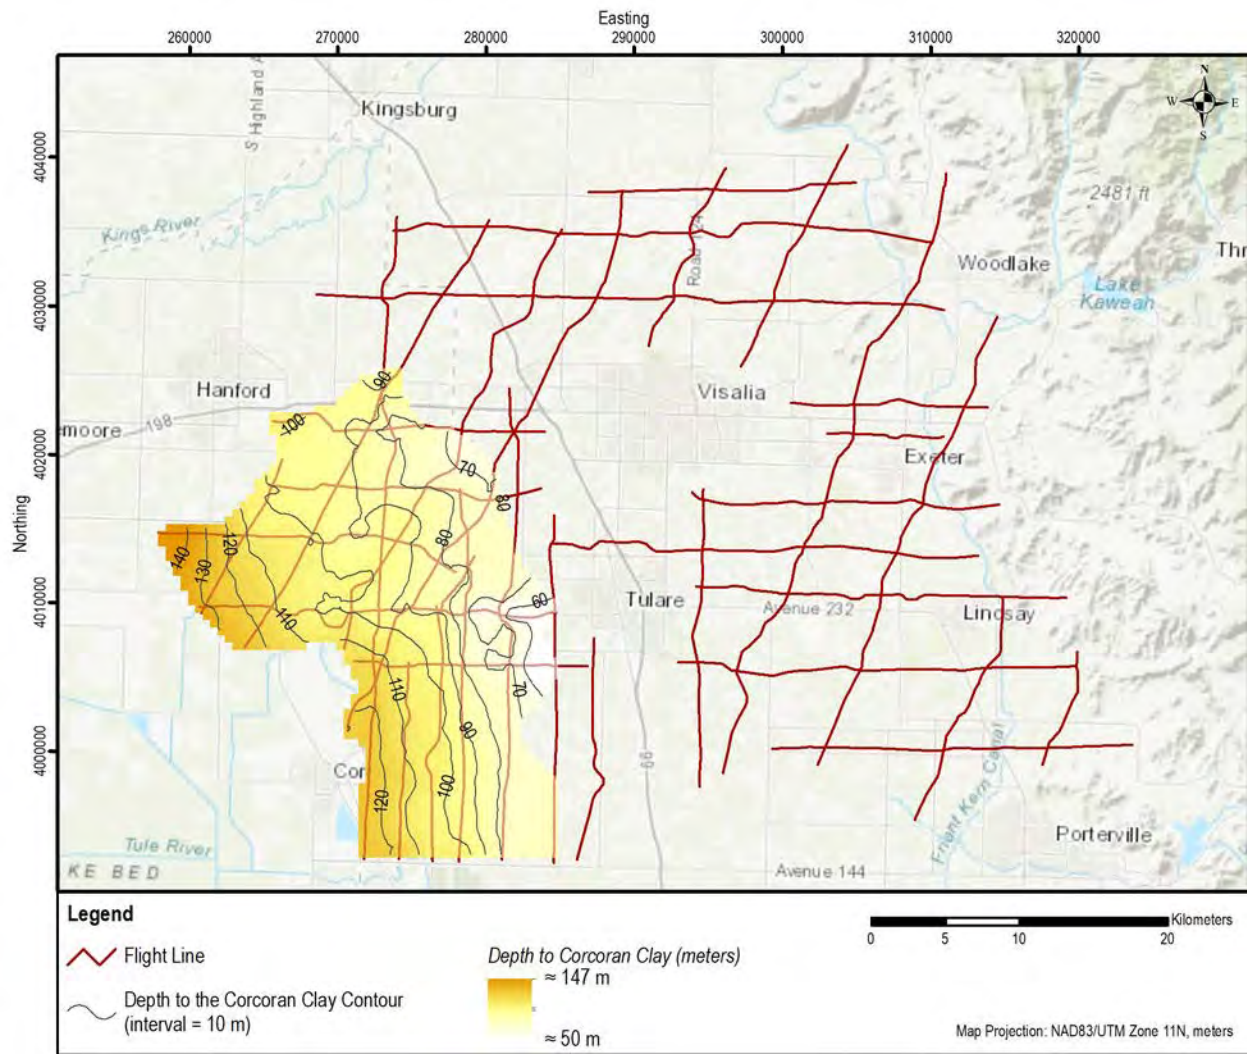 Easting
260000
270000
280000
290000
300000
310000
320000
N
W
E
S
Northing
4040000
4030000
4020000
4010000
4000000
S Highland A
Kingsburg
Kings River
Road 124
2481 ft
Woodlake
Thr
Lake
Kaweah
Hanford
90
Visalia
198
100
emoore
Exeter
70
80
80
140
130
120
110
60
Tulare
Avenue 232
Lindsay
70
110
90
100
120
99
Cor
Friant Kern Canal
Porterville
Tule River
KE BED
Avenue 144
Legend
Flight Line
Depth to the Corcoran Clay Contour
(interval = 10 m)
Depth to Corcoran Clay (meters)
≈ 147 m
≈ 50 m
Kilometers
0
5
10
20
Map Projection: NAD83/UTM Zone 11N, meters